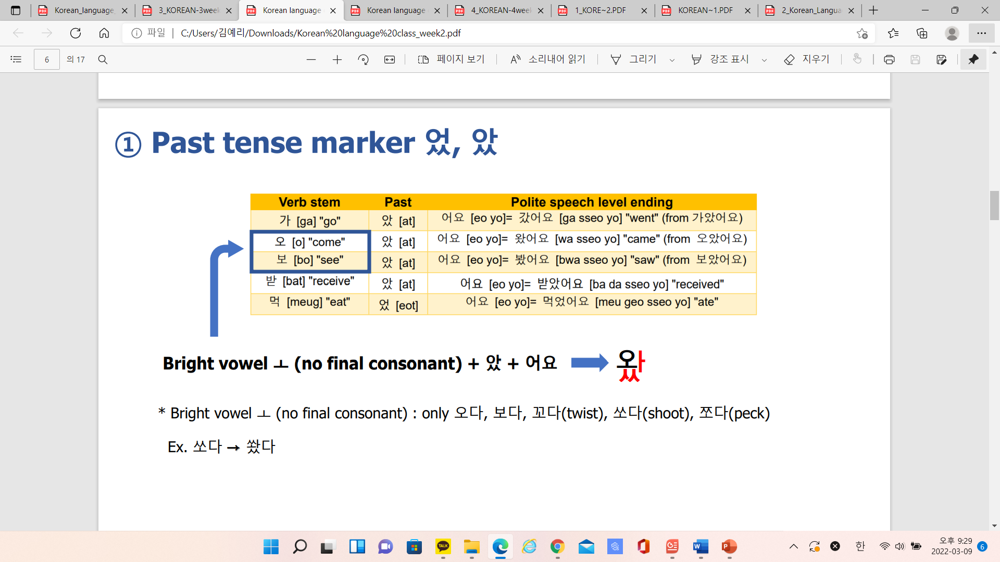 Korean_language_
3_KOREAN-3week
Korean language
Korean language
4_KOREAN-4week
1_KORE~2.PDF
KOREAN~1.PDF
2_Korean_Langua
파일 | C:/Users/김예리/Downloads/Korean%20language%20class_week2.pdf
6 의 17 페이지 보기 소리내어 읽기 그리기 강조 표시 지우기
① Past tense marker 었, 았
Verb stem Past Polite speech level ending
가 [ga] "go" 았 [at] 어요 [eo yo]= 갔어요 [ga sseo yo] "went" (from 가았어요)
오 [o] "come" 았 [at] 어요 [eo yo]= 왔어요 [wa sseo yo] "came" (from 오았어요)
보 [bo] "see" 았 [at] 어요 [eo yo]= 봤어요 [bwa sseo yo] "saw" (from 보았어요)
받 [bat] "receive" 았 [at] 어요 [eo yo]= 받았어요 [ba da sseo yo] "received"
먹 [meug] "eat" 었 [eot] 어요 [eo yo]= 먹었어요 [meu geo sseo yo] "ate"
Bright vowel ㅗ (no final consonant) + 았 + 어요 왔
* Bright vowel ㅗ (no final consonant) : only 오다, 보다, 꼬다(twist), 쏘다(shoot), 쪼다(peck)
Ex. 쏘다 → 쐈다
TALK
한
오후 9:29
2022-03-09
6